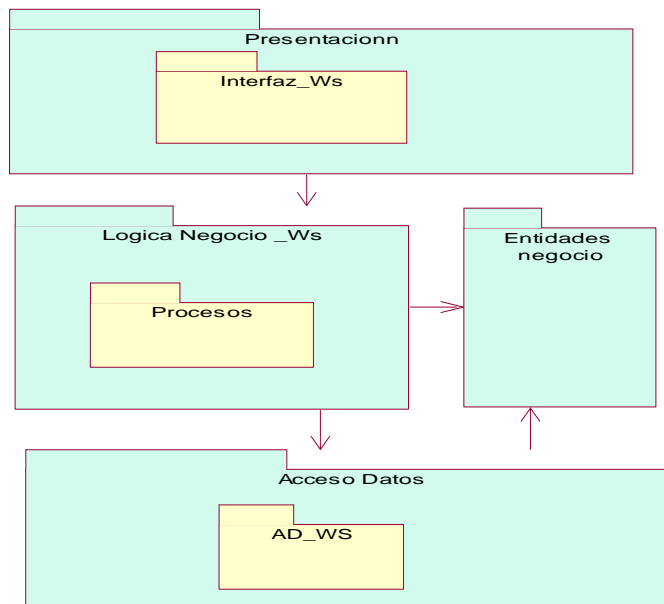 Presentacionn
Interfaz_Ws
Logica Negocio _Ws
Procesos
Entidades
negocio
Acceso Datos
AD_WS